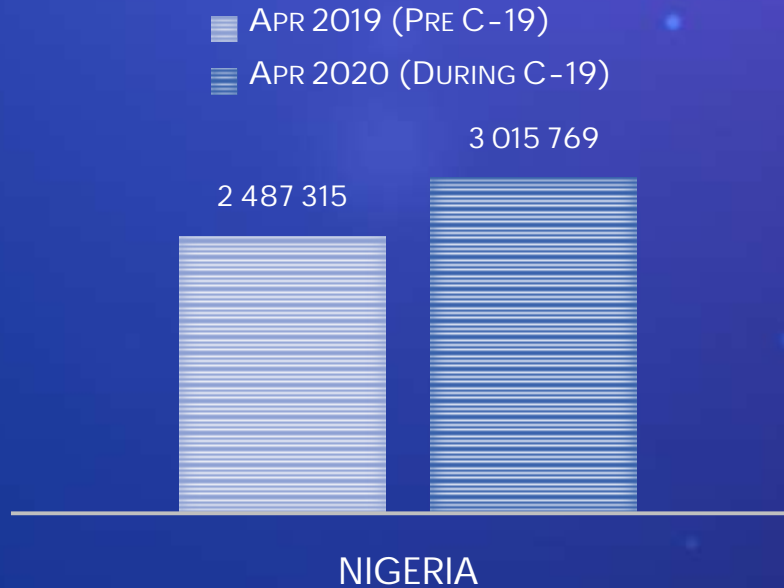 APR 2019 (PRE C-19)
APR 2020 (DURING C-19)
3 015 769
2 487 315
NIGERIA